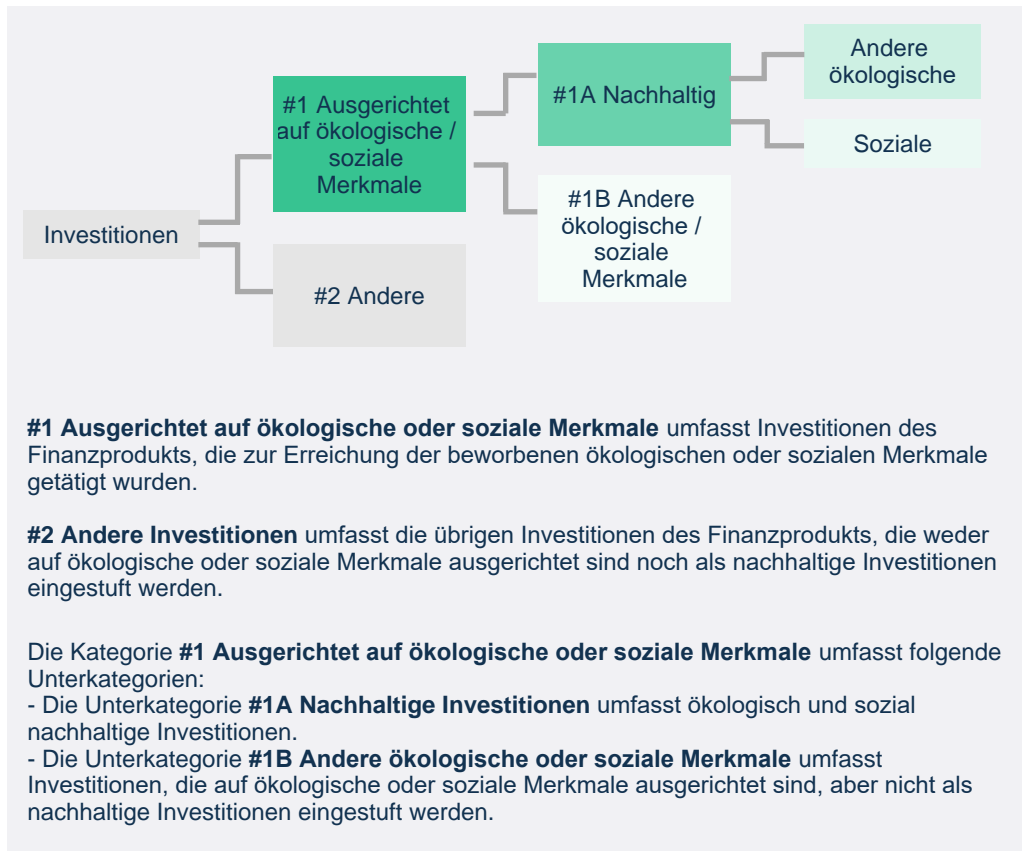 Investitionen
#1 Ausgerichtet
auf ökologische /
soziale
Merkmale
#2 Andere
#1A Nachhaltig
#1B Andere
ökologische /
soziale
Merkmale
Andere
ökologische
Soziale
#1 Ausgerichtet auf ökologische oder soziale Merkmale umfasst Investitionen des
Finanzprodukts, die zur Erreichung der beworbenen ökologischen oder sozialen Merkmale
getätigt wurden.
#2 Andere Investitionen umfasst die übrigen Investitionen des Finanzprodukts, die weder
auf ökologische oder soziale Merkmale ausgerichtet sind noch als nachhaltige Investitionen
eingestuft werden.
Die Kategorie #1 Ausgerichtet auf ökologische oder soziale Merkmale umfasst folgende
Unterkategorien:
- Die Unterkategorie #1A Nachhaltige Investitionen umfasst ökologisch und sozial
nachhaltige Investitionen.
- Die Unterkategorie #1B Andere ökologische oder soziale Merkmale umfasst
Investitionen, die auf ökologische oder soziale Merkmale ausgerichtet sind, aber nicht als
nachhaltige Investitionen eingestuft werden.